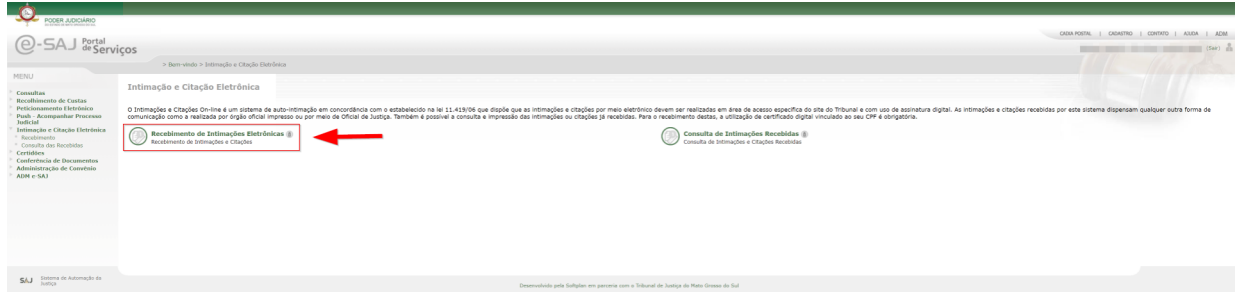 PODER JUDICIÁRIO
e-SAJ Portal de Serviços
CAIXA POSTAL | CADASTRO | CONTATO | AJUDA | ADM
(Sair)
> Bem-vindo > Intimação e Citação Eletrônica
MENU
Consultas
Recolhimento de Custas
Peticionamento Eletrônico
Push - Acompanhar Processo
Judicial
Intimação e Citação Eletrônica
Recebimento
Consulta das Recebidas
Certidões
Conferência de Documentos
Administração de Convênio
ADM e-SAJ
Intimação e Citação Eletrônica
O Intimações e Citações On-line é um sistema de auto-intimação em concordância com o estabelecido na lei 11.419/06 que dispõe que as intimações e citações por meio eletrônico devem ser realizadas em área de acesso específica do site do Tribunal e com uso de assinatura digital. As intimações e citações recebidas por este sistema dispensam qualquer outra forma de
comunicação como a realizada por órgão oficial impresso ou por meio de Oficial de Justiça. Também é possível a consulta e impressão das intimações ou citações já recebidas. Para o recebimento destas, a utilização de certificado digital vinculado ao seu CPF é obrigatória.
Recebimento de Intimações Eletrônicas
Recebimento de Intimações e Citações
Consulta de Intimações Recebidas
Consulta de Intimações e Citações Recebidas
SAJ Sistema de Automação da
Justiça
Desenvolvido pela Softplan em parceria com o Tribunal de Justiça do Mato Grosso do Sul